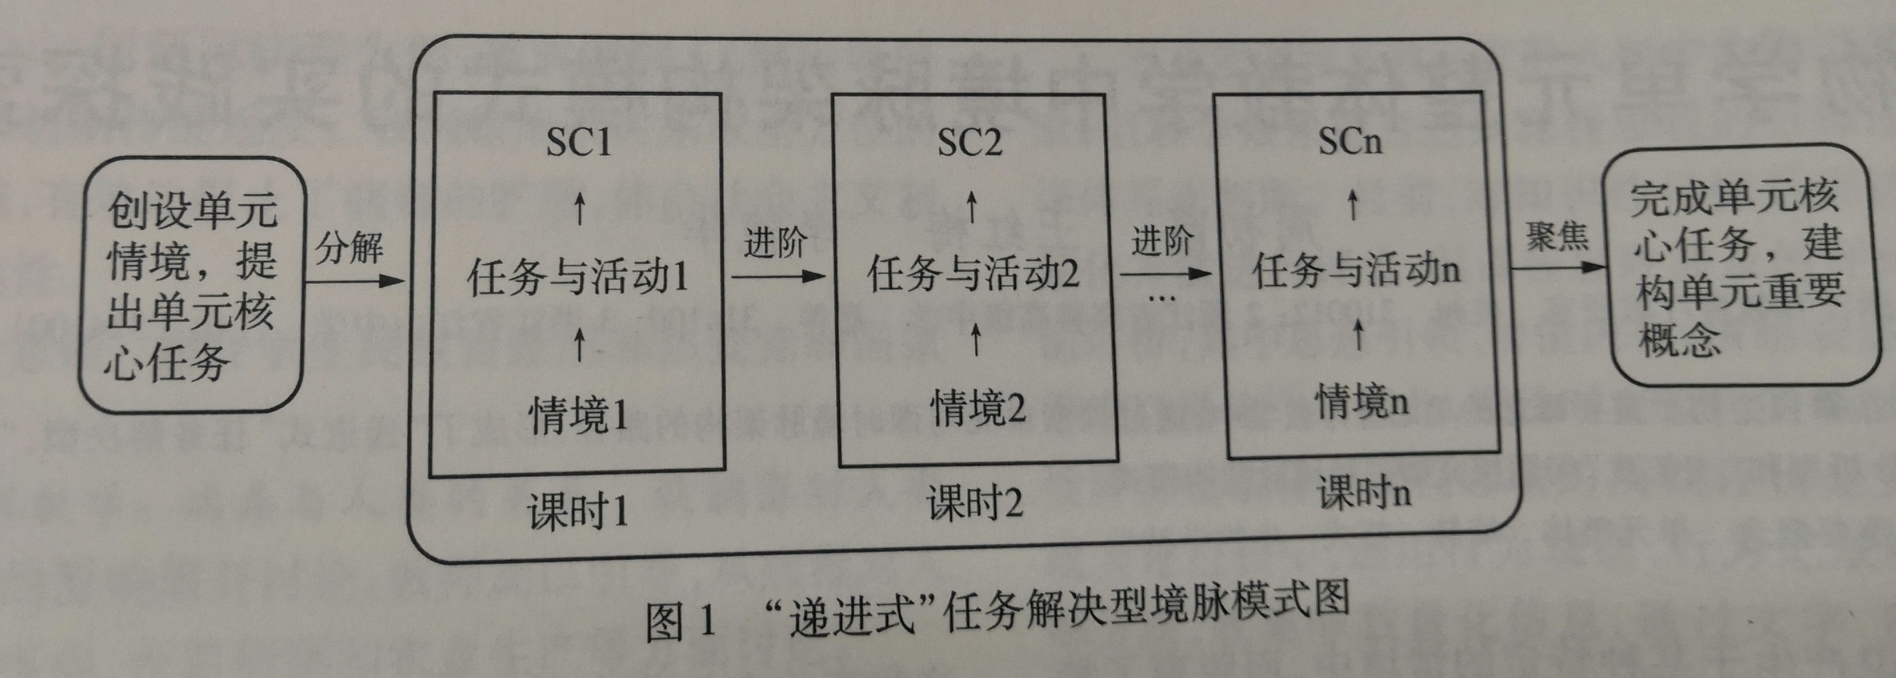 创设单元
情境，提
出单元核
心任务
分解
SC1
↑
任务与活动1
↑
情境1
课时1
进阶
SC2
↑
任务与活动2
↑
情境2
课时2
进阶
…
SCn
↑
任务与活动n
↑
情境n
课时n
聚焦
完成单元核
心任务，建
构单元重要
概念
图1 “递进式”任务解决型境脉模式图